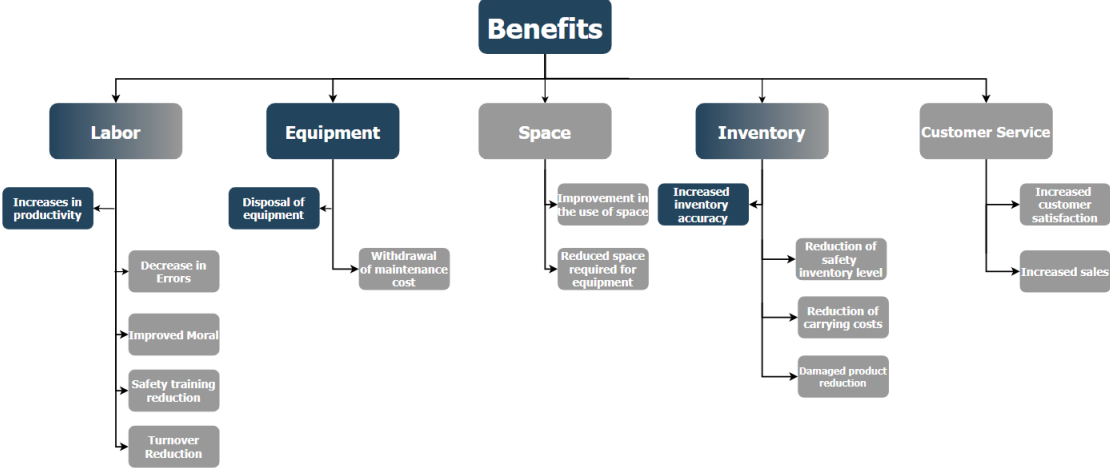 Benefits
Labor
Equipment
Space
Inventory
Customer Service
Increases in
productivity
Decrease in
Errors
Improved Moral
Safety training
reduction
Turnover
Reduction
Disposal of
equipment
Withdrawal
of maintenance
cost
Improvement in
the use of space
Reduced space
required for
equipment
Increased
inventory
accuracy
Reduction of
safety
inventory level
Reduction of
carrying costs
Damaged product
reduction
Increased
customer
satisfaction
Increased sales